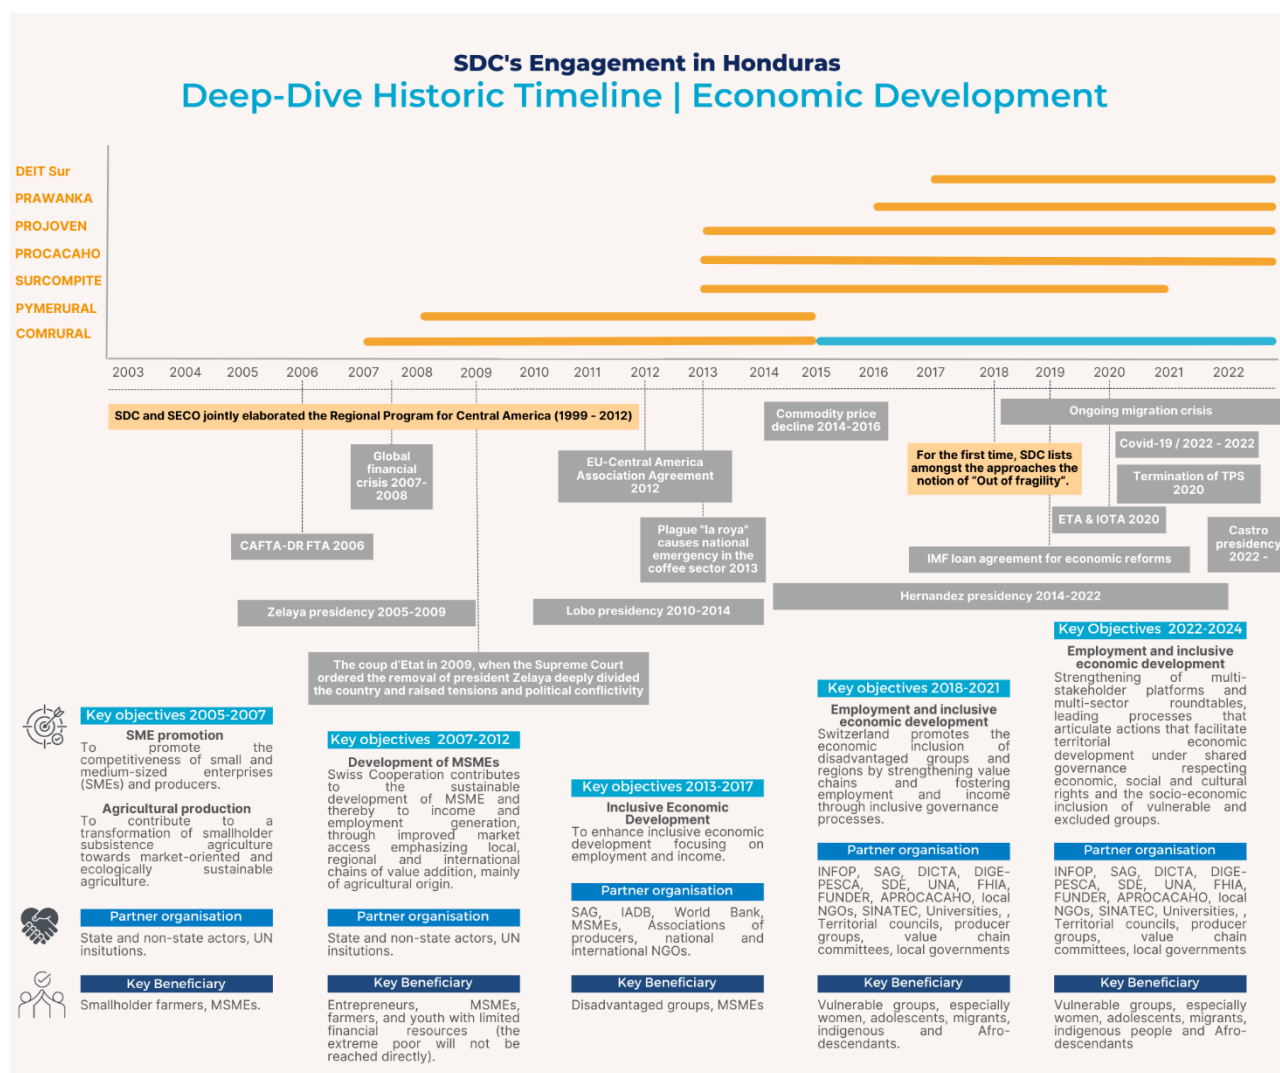 SDC's Engagement in Honduras
Deep-Dive Historic Timeline | Economic Development
DEIT Sur
PRAWANKA
PROJOVEN
PROCACAHO
SURCOMPITE
PYMERURAL
COMRURAL
2003 2004 2005 2006 2007 2008 2009 2010 2011 2012 2013 2014 2015 2016 2017 2018 2019 2020 2021 2022
SDC and SECO jointly elaborated the Regional Program for Central America (1999 - 2012)
Global
financial
crisis 2007-
2008
CAFTA-DR FTA 2006
Zelaya presidency 2005-2009
The coup d'Etat in 2009, when the Supreme Court
ordered the removal of president Zelaya deeply divided
the country and raised tensions and political conflictivity
EU-Central America
Association Agreement
2012
Plague "la roya"
causes national
emergency in the
coffee sector 2013
Lobo presidency 2010-2014
Commodity price
decline 2014-2016
For the first time, SDC lists
amongst the approaches the
notion of "Out of fragility".
Ongoing migration crisis
Covid-19 / 2022 - 2022
Termination of TPS
2020
ETA & IOTA 2020
Castro
presidency
2022 -
IMF loan agreement for economic reforms
Hernandez presidency 2014-2022
Key objectives 2005-2007
SME promotion
To promote the
competitiveness of small and
medium-sized enterprises
(SMEs) and producers.
Agricultural production
To contribute to a
transformation of smallholder
subsistence agriculture
towards market-oriented and
ecologically sustainable
agriculture.
Partner organisation
State and non-state actors, UN
insitutions.
Key Beneficiary
Smallholder farmers, MSMEs.
Key objectives 2007-2012
Development of MSMEs
Swiss Cooperation contributes
to the sustainable
development of MSME and
thereby to income and
employment generation,
through improved market
access emphasizing local,
regional and international
chains of value addition, mainly
of agricultural origin.
Partner organisation
State and non-state actors, UN
insitutions.
Key Beneficiary
Entrepreneurs, MSMEs,
farmers, and youth with limited
financial resources (the
extreme poor will not be
reached directly).
Key objectives 2013-2017
Inclusive Economic
Development
To enhance inclusive economic
development focusing on
employment and income.
Partner organisation
SAG, IADB, World Bank,
MSMEs, Associations of
producers, national and
international NGOs.
Key Beneficiary
Disadvantaged groups, MSMEs
Key objectives 2018-2021
Employment and inclusive
economic development
Switzerland promotes the
economic inclusion of
disadvantaged groups and
regions by strengthening value
chains and fostering
employment and income
through inclusive governance
processes.
Partner organisation
INFOP, SAG, DICTA, DIGE-
PESCA, SDE, UNA, FHIA,
FUNDER, APROCACAHO, local
NGOs, SINATEC, Universities, ,
Territorial councils, producer
groups, value chain
committees, local governments
Key Beneficiary
Vulnerable groups, especially
women, adolescents, migrants,
indigenous and Afro-
descendants.
Key Objectives 2022-2024
Employment and inclusive
economic development
Strengthening of multi-
stakeholder platforms and
multi-sector roundtables,
leading processes that
articulate actions that facilitate
territorial economic
development under shared
governance respecting
economic, social and cultural
rights and the socio-economic
inclusion of vulnerable and
excluded groups.
Partner organisation
INFOP, SAG, DICTA, DIGE-
PESCA, SDE, UNA, FHIA,
FUNDER, APROCACAHO, local
NGOs, SINATEC, Universities, ,
Territorial councils, producer
groups, value chain
committees, local governments
Key Beneficiary
Vulnerable groups, especially
women, adolescents, migrants,
indigenous people and Afro-
descendants